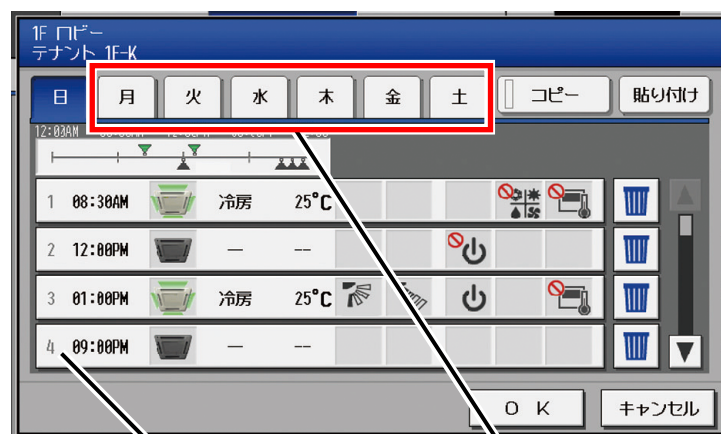 1F ロビー
テナント 1F-K
日 月 火 水 木 金 土 コピー 貼り付け
12:00AM
1 08:30AM 冷房 25°C
2 12:00PM — --
3 01:00PM 冷房 25°C
4 09:00PM — --
OK キャンセル